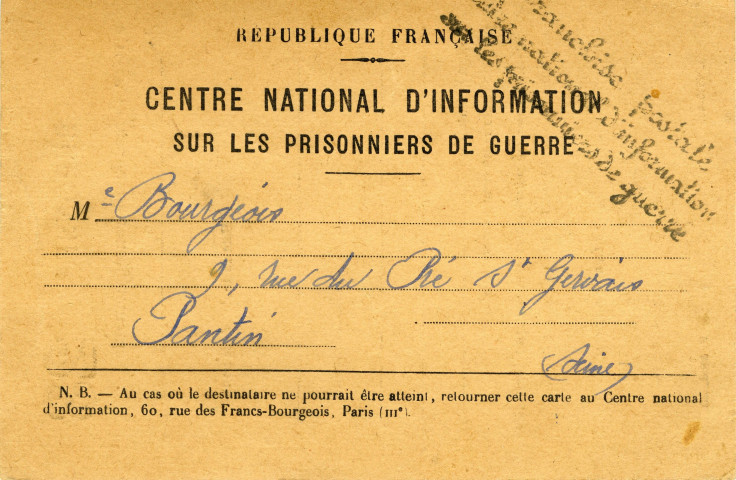 RÉPUBLIQUE FRANÇAISE
Franchise postale
Centre national d'information
sur les prisonniers de guerre
CENTRE NATIONAL D'INFORMATION
SUR LES PRISONNIERS DE GUERRE
Me Bourgeois
9, rue du Pré St Gervais
Pantin
(Seine)
N. B. — Au cas où le destinataire ne pourrait être atteint, retourner cette carte au Centre national
d'information, 60, rue des Francs-Bourgeois, Paris (IIIe).